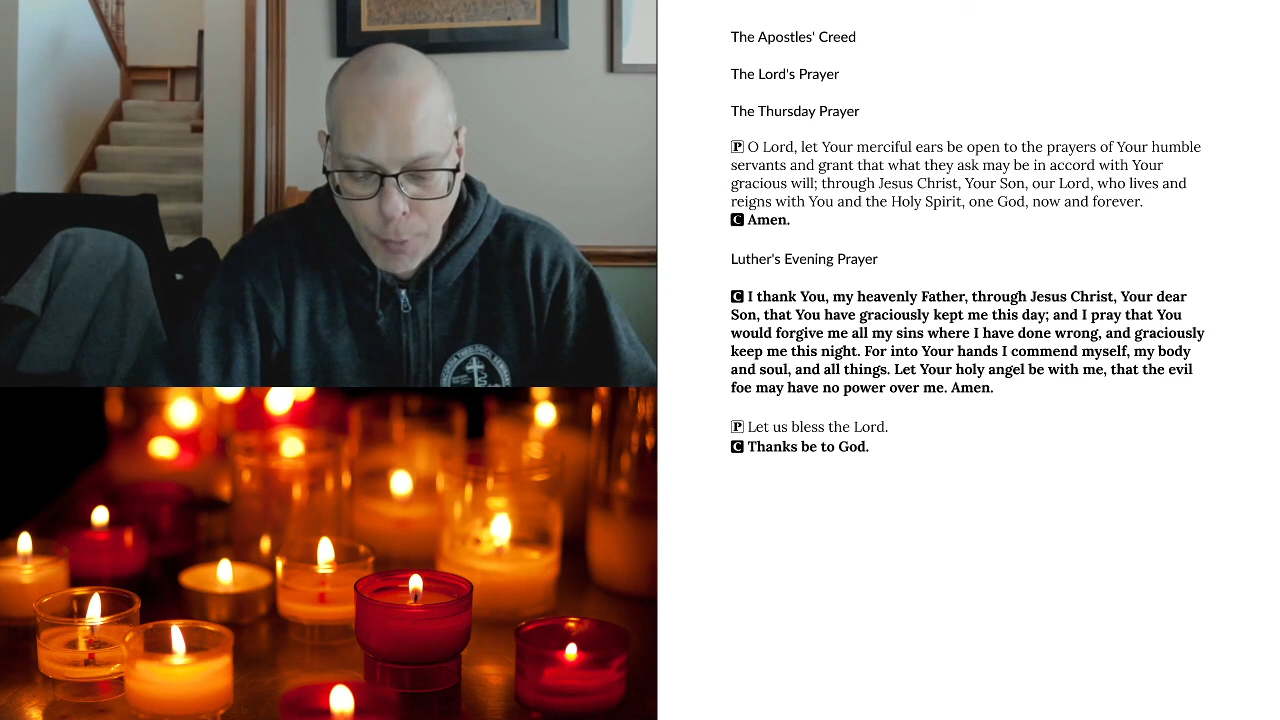 The Apostles' Creed
The Lord's Prayer
The Thursday Prayer
P O Lord, let Your merciful ears be open to the prayers of Your humble
servants and grant that what they ask may be in accord with Your
gracious will; through Jesus Christ, Your Son, our Lord, who lives and
reigns with You and the Holy Spirit, one God, now and forever.
C Amen.
Luther's Evening Prayer
C I thank You, my heavenly Father, through Jesus Christ, Your dear
Son, that You have graciously kept me this day; and I pray that You
would forgive me all my sins where I have done wrong, and graciously
keep me this night. For into Your hands I commend myself, my body
and soul, and all things. Let Your holy angel be with me, that the evil
foe may have no power over me. Amen.
P Let us bless the Lord.
C Thanks be to God.